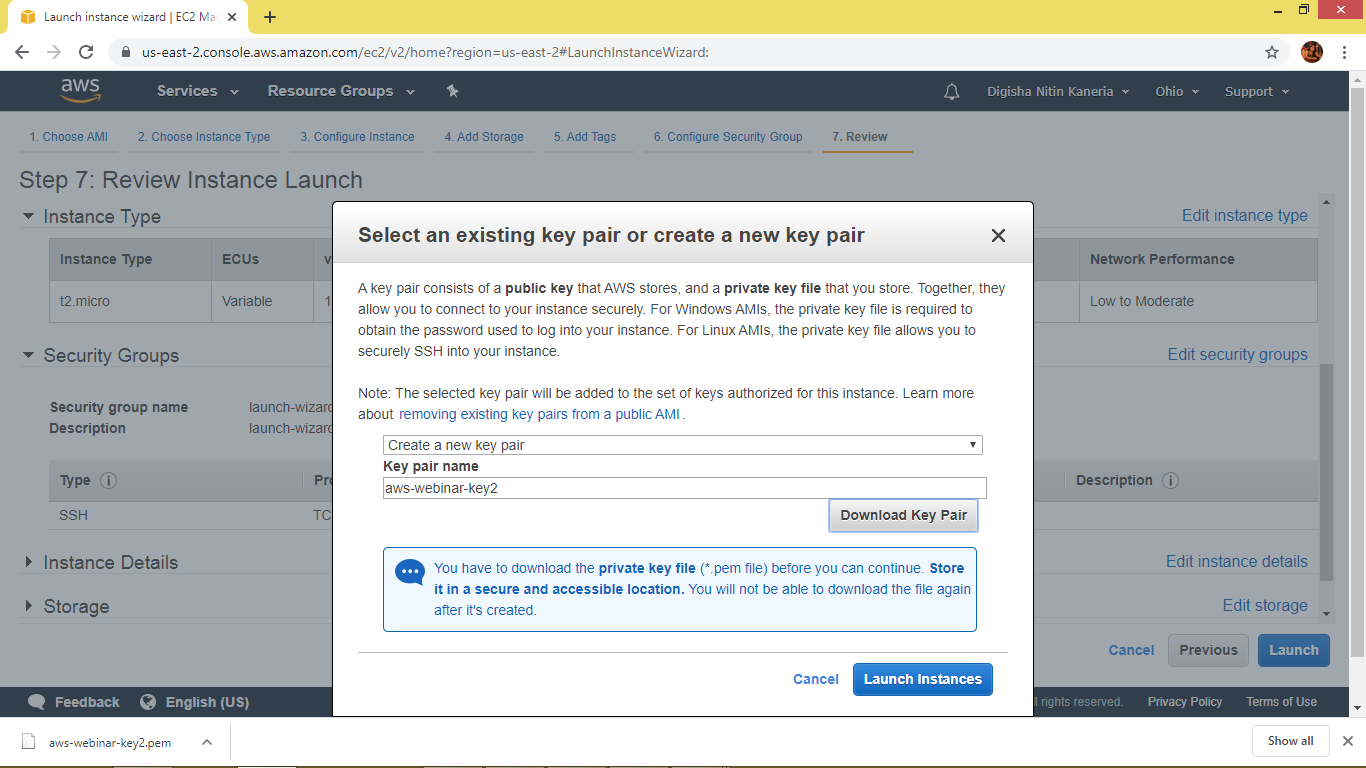 Launch instance wizard | EC2 Ma
us-east-2.console.aws.amazon.com/ec2/v2/home?region=us-east-2#LaunchInstanceWizard:
aws Services Resource Groups Digisha Nitin Kaneria Ohio Support
1. Choose AMI 2. Choose Instance Type 3. Configure Instance 4. Add Storage 5. Add Tags 6. Configure Security Group 7. Review
Step 7: Review Instance Launch
Instance Type Edit instance type
Instance Type ECUs v Network Performance
t2.micro Variable 1 Low to Moderate
Security Groups Edit security groups
Security group name launch-wizard
Description launch-wizard
Type Pro Description
SSH TC
Instance Details Edit instance details
Storage Edit storage
Cancel Previous Launch
Select an existing key pair or create a new key pair
A key pair consists of a public key that AWS stores, and a private key file that you store. Together, they
allow you to connect to your instance securely. For Windows AMIs, the private key file is required to
obtain the password used to log into your instance. For Linux AMIs, the private key file allows you to
securely SSH into your instance.
Note: The selected key pair will be added to the set of keys authorized for this instance. Learn more
about removing existing key pairs from a public AMI .
Create a new key pair
Key pair name
aws-webinar-key2
Download Key Pair
You have to download the private key file (*.pem file) before you can continue. Store
it in a secure and accessible location. You will not be able to download the file again
after it's created.
Cancel Launch Instances
Feedback English (US) rights reserved. Privacy Policy Terms of Use
aws-webinar-key2.pem Show all